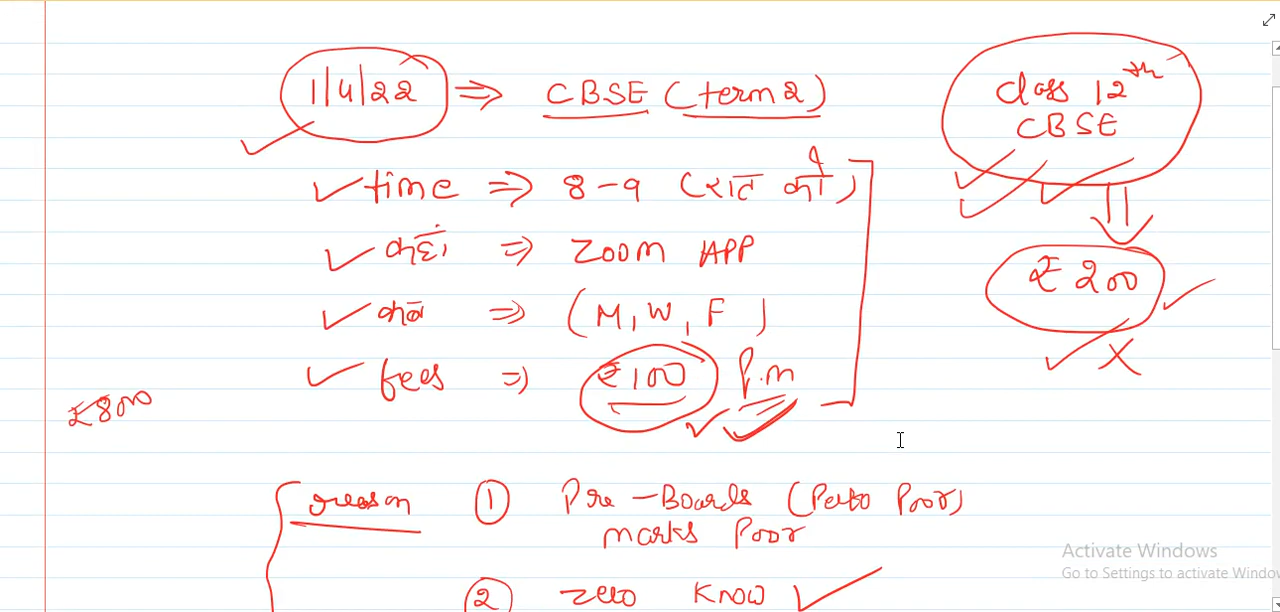 1/4/22 ⇒ CBSE (term 2)
class 12th
CBSE
time ⇒ 8-9 (रात को)
कहाँ ⇒ ZOOM APP
₹ 200
कब ⇒ (M, W, F)
fees ⇒ ₹ 100 P.m
₹800
reason ① Pre-Boards (Poor)
marks Poor
② zero know
Activate Windows
Go to Settings to activate Windo